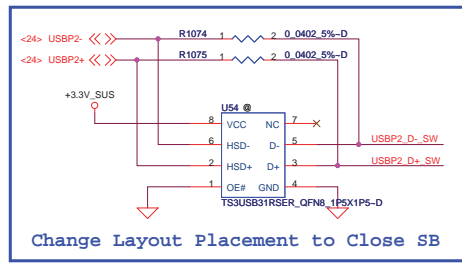 <24> USBP2-
R1074 1 2 0_0402_5%~D
<24> USBP2+
R1075 1 2 0_0402_5%~D
+3.3V_SUS
U54 @
8 VCC NC 7
6 HSD- D- 5 USBP2_D-_SW
2 HSD+ D+ 3 USBP2_D+_SW
1 OE# GND 4
TS3USB31RSER_QFN8_1P5X1P5~D
Change Layout Placement to Close SB